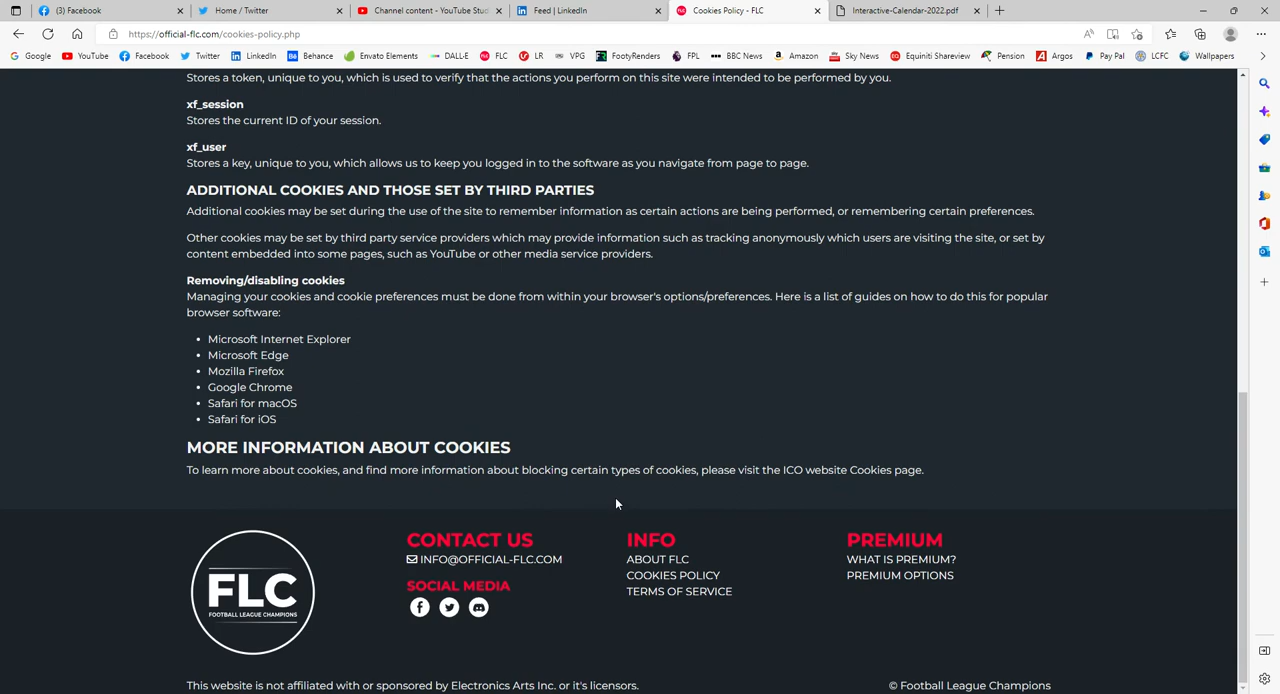 (3) Facebook
Home / Twitter
Channel content - YouTube Stud
Feed | LinkedIn
Cookies Policy - FLC
Interactive-Calendar-2022.pdf
https://official-flc.com/cookies-policy.php
Google YouTube Facebook Twitter LinkedIn Behance Envato Elements DALL-E FLC LR VPG FootyRenders FPL BBC News Amazon Sky News Equiniti Shareview Pension Argos Pay Pal LCFC Wallpapers
Stores a token, unique to you, which is used to verify that the actions you perform on this site were intended to be performed by you.
xf_session
Stores the current ID of your session.
xf_user
Stores a key, unique to you, which allows us to keep you logged in to the software as you navigate from page to page.
ADDITIONAL COOKIES AND THOSE SET BY THIRD PARTIES
Additional cookies may be set during the use of the site to remember information as certain actions are being performed, or remembering certain preferences.
Other cookies may be set by third party service providers which may provide information such as tracking anonymously which users are visiting the site, or set by
content embedded into some pages, such as YouTube or other media service providers.
Removing/disabling cookies
Managing your cookies and cookie preferences must be done from within your browser's options/preferences. Here is a list of guides on how to do this for popular
browser software:
• Microsoft Internet Explorer
• Microsoft Edge
• Mozilla Firefox
• Google Chrome
• Safari for macOS
• Safari for iOS
MORE INFORMATION ABOUT COOKIES
To learn more about cookies, and find more information about blocking certain types of cookies, please visit the ICO website Cookies page.
FLC
FOOTBALL LEAGUE CHAMPIONS
CONTACT US
INFO@OFFICIAL-FLC.COM
SOCIAL MEDIA
INFO
ABOUT FLC
COOKIES POLICY
TERMS OF SERVICE
PREMIUM
WHAT IS PREMIUM?
PREMIUM OPTIONS
This website is not affiliated with or sponsored by Electronics Arts Inc. or it's licensors.
© Football League Champions